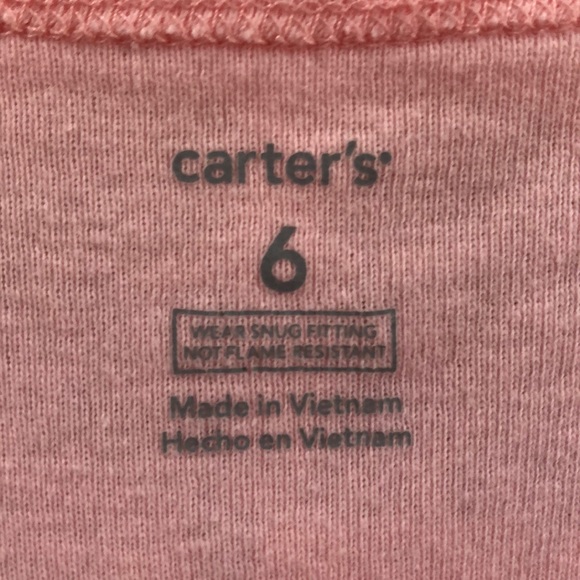 carter's
6
WEAR SNUG FITTING
NOT FLAME RESISTANT
Made in Vietnam
Hecho en Vietnam